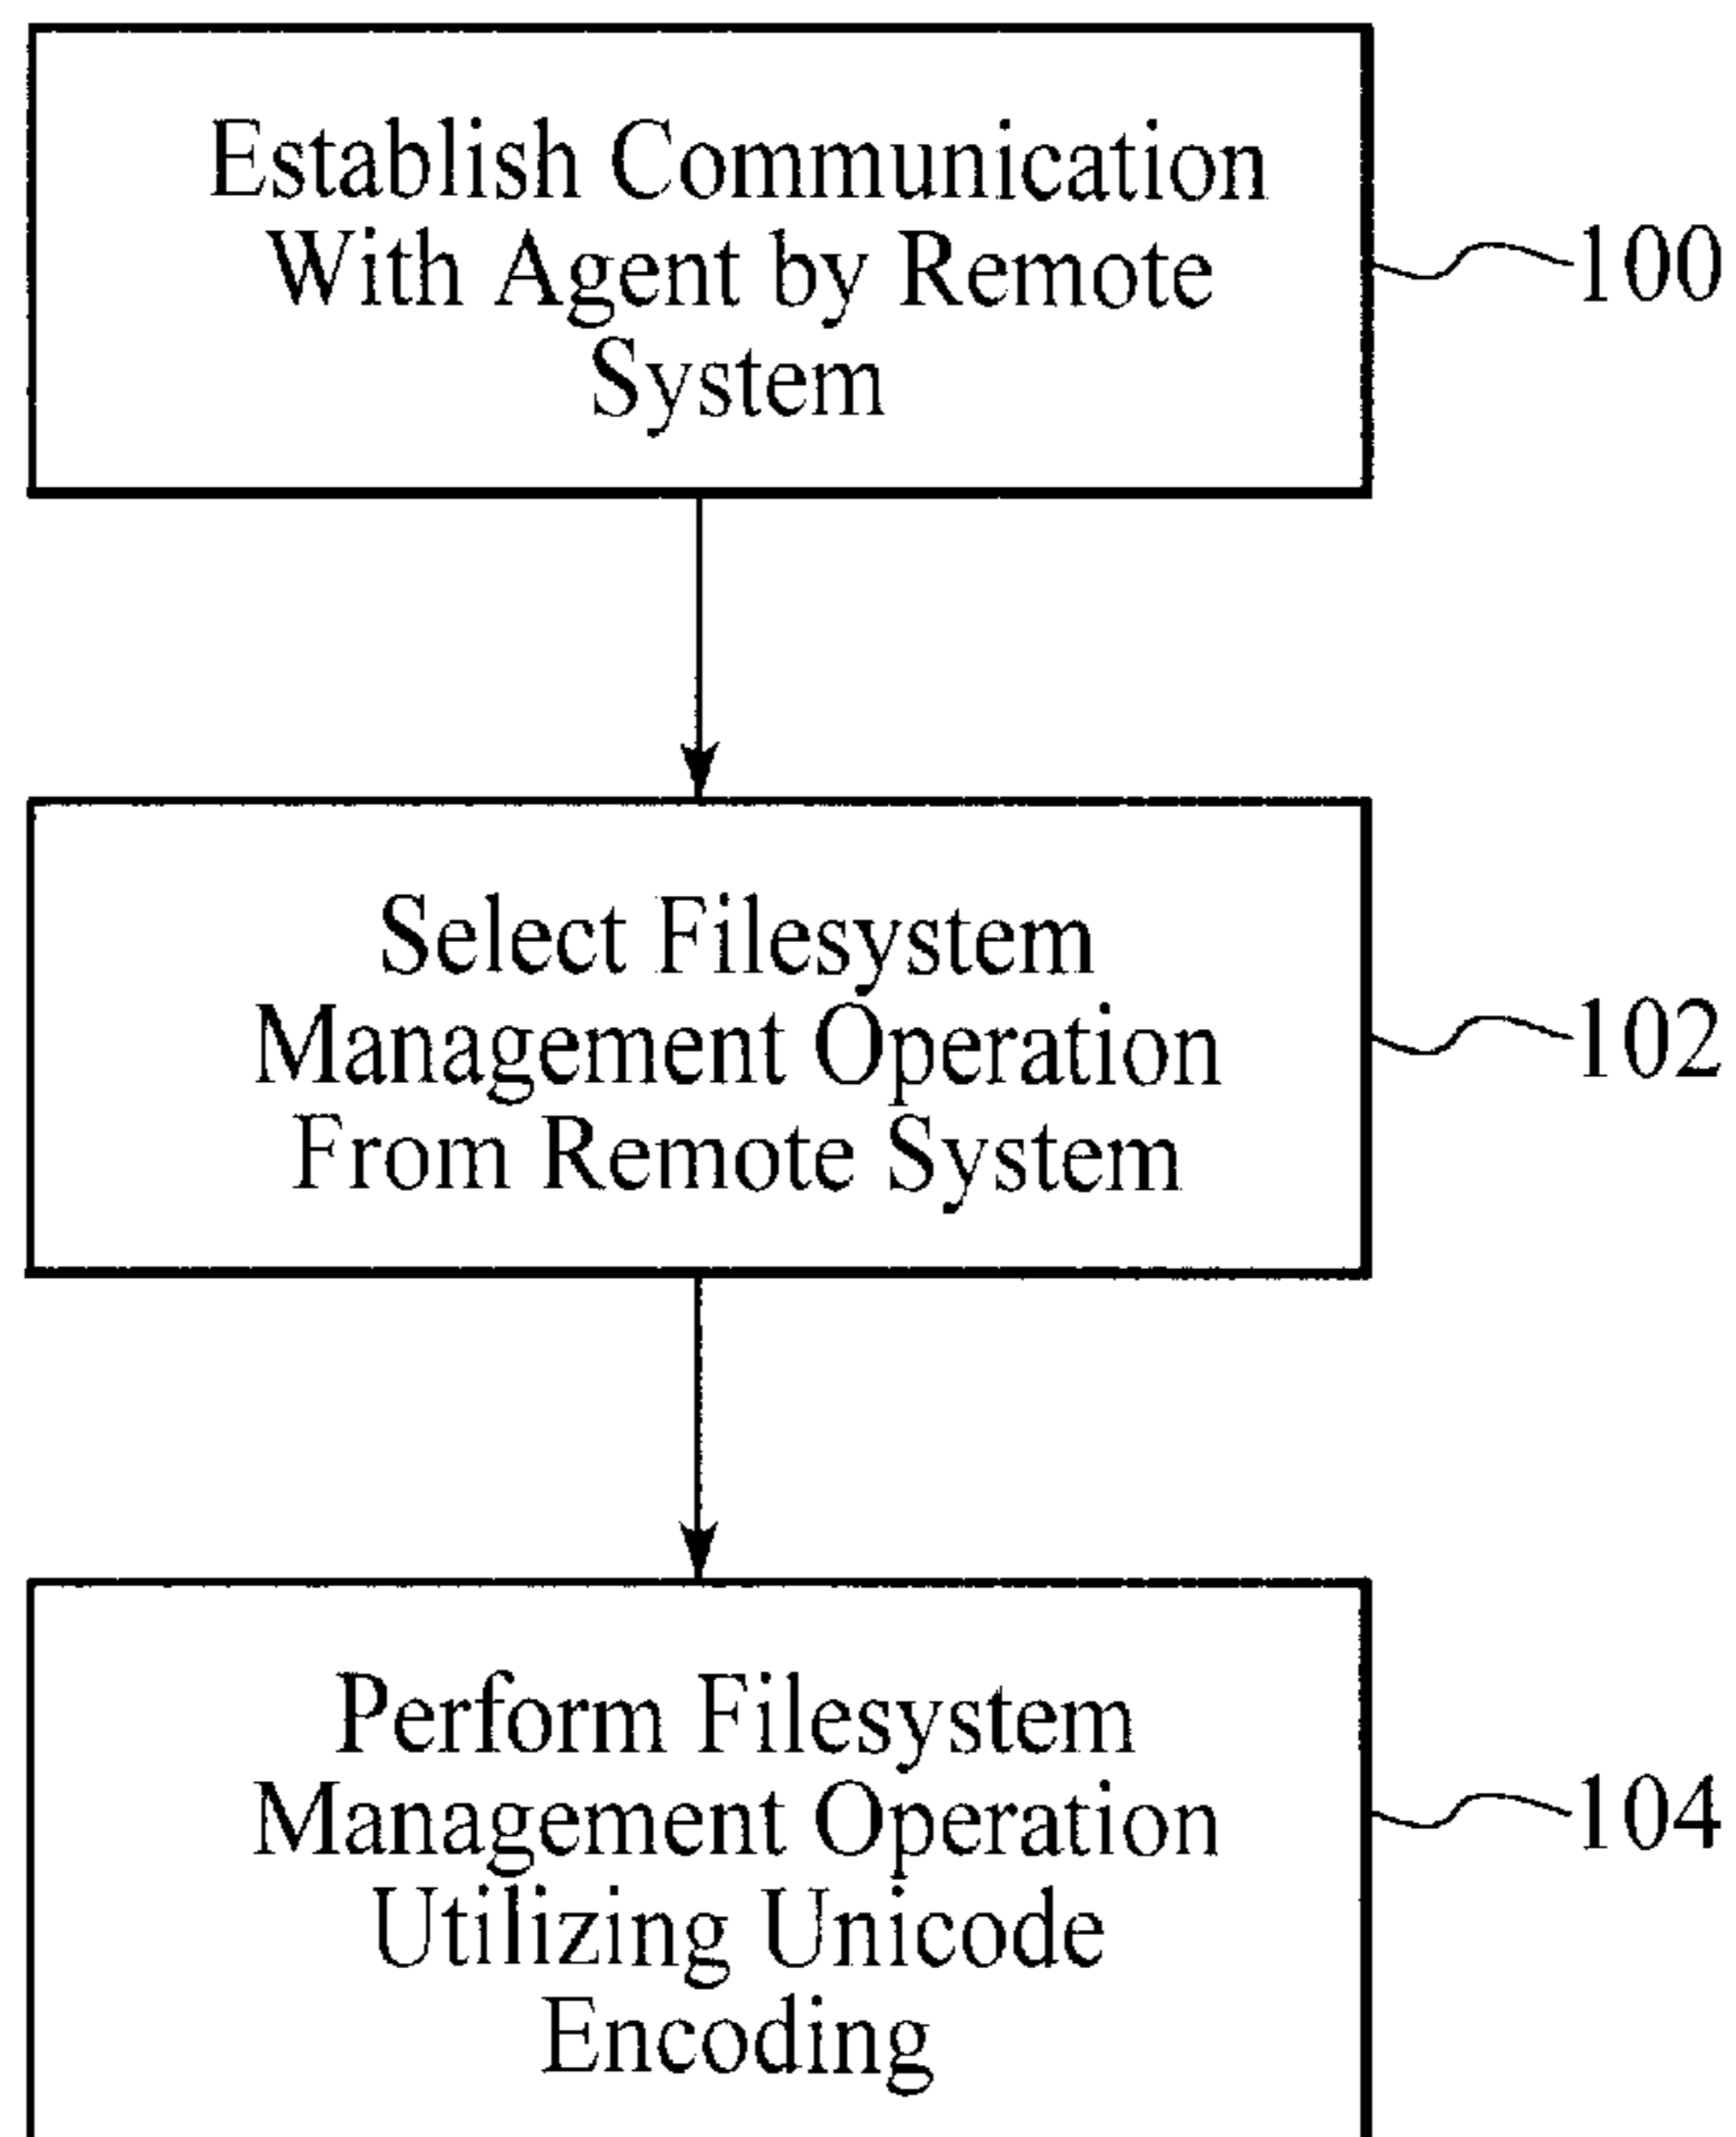 Establish Communication
With Agent by Remote
System
100
Select Filesystem
Management Operation
From Remote System
102
Perform Filesystem
Management Operation
Utilizing Unicode
Encoding
104